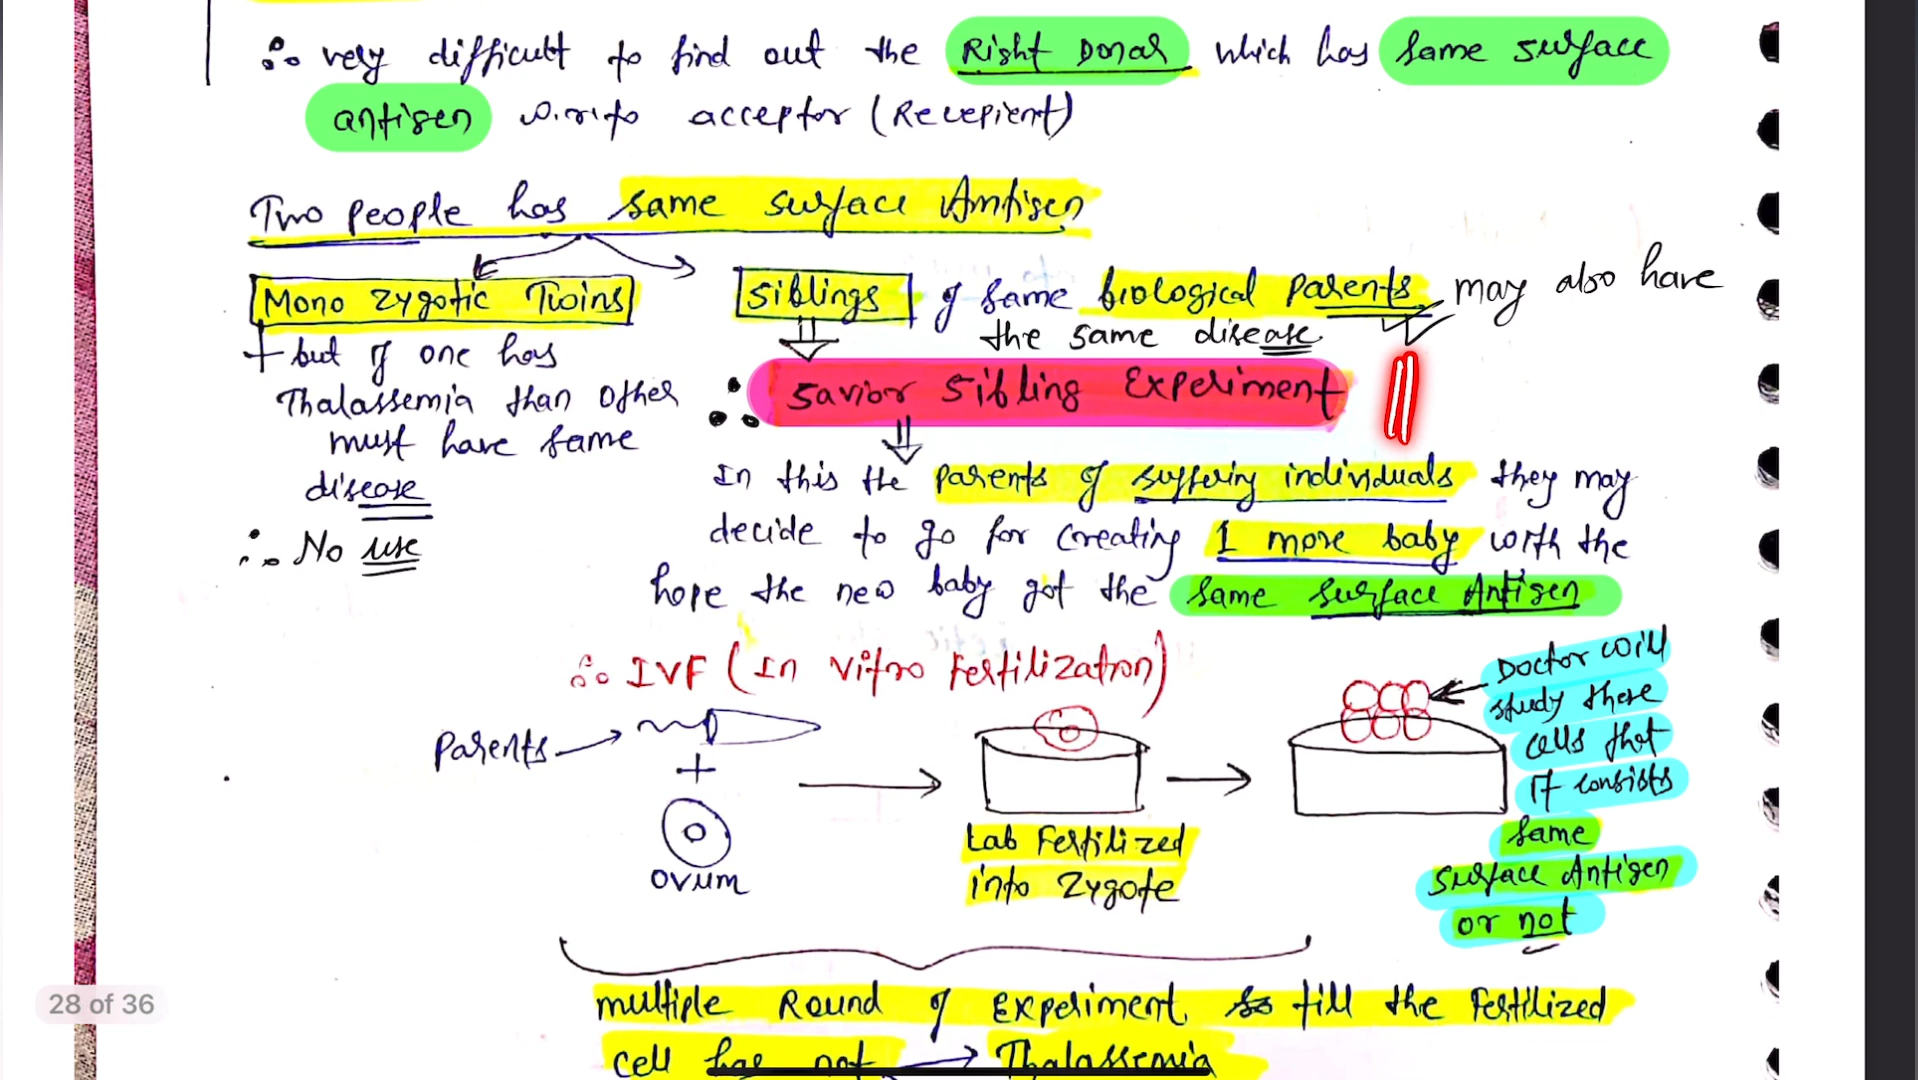 ∴ very difficult to find out the Right Donar which has same surface
antigen w.r.to acceptor (Recepient)
Two people has same surface Antigen
Mono Zygotic Twins
+ but if one has
Thalassemia than other
must have same
disease
∴ No use
Siblings of same biological parents may also have
the same disease
∴ Savior Sibling Experiment
In this the parents of suffering individuals they may
decide to go for creating 1 more baby with the
hope the new baby got the same surface Antigen
∴ IVF (In Vitro Fertilization)
Parents
+
ovum
Lab Fertilized
into Zygote
Doctor will
study there
cells that
it consists
same
surface Antigen
or not
multiple Round of Experiment till the Fertilized
cell has not → Thalassemia
28 of 36